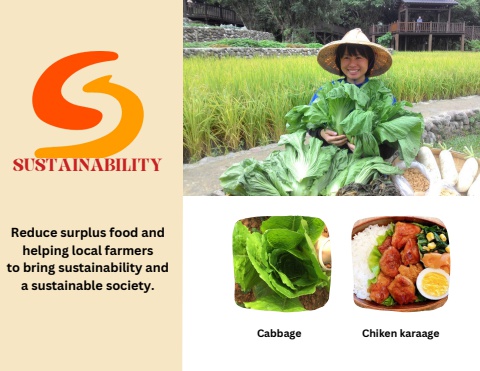 SUSTAINABILITY
Reduce surplus food and
helping local farmers
to bring sustainability and
a sustainable society.
Cabbage
Chiken karaage